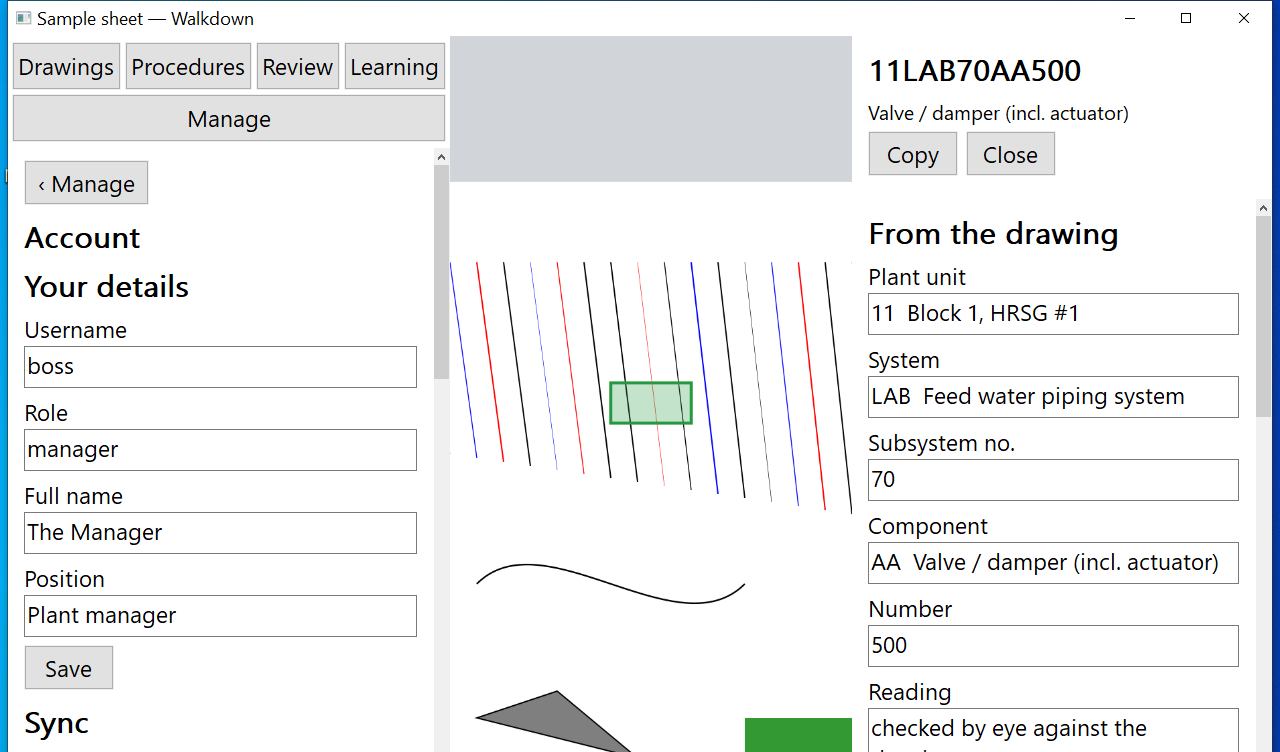 Sample sheet — Walkdown
Drawings
Procedures
Review
Learning
Manage
‹ Manage
Account
Your details
Username
boss
Role
manager
Full name
The Manager
Position
Plant manager
Save
Sync
11LAB70AA500
Valve / damper (incl. actuator)
Copy
Close
From the drawing
Plant unit
11  Block 1, HRSG #1
System
LAB  Feed water piping system
Subsystem no.
70
Component
AA  Valve / damper (incl. actuator)
Number
500
Reading
checked by eye against the